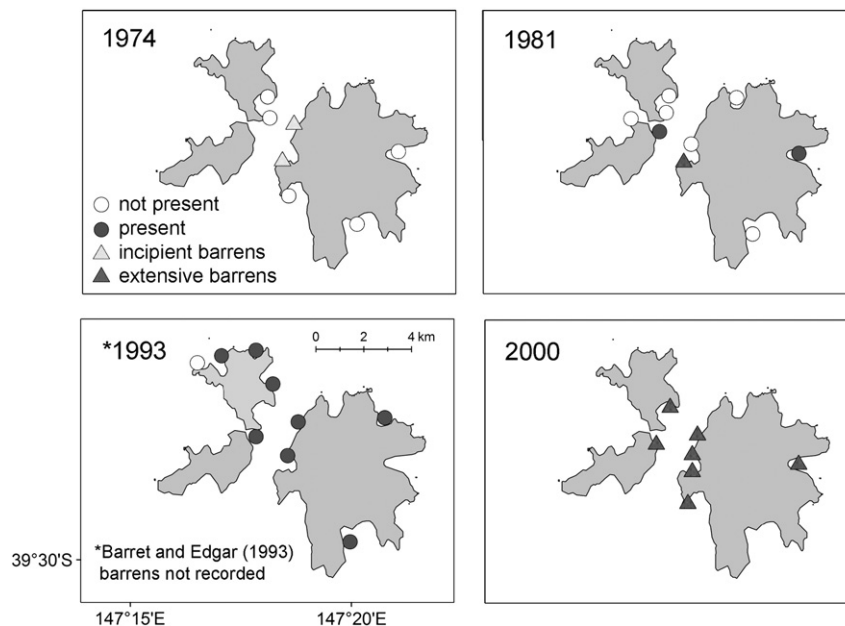 1974
1981
not present
present
incipient barrens
extensive barrens
*1993
0 2 4 km
2000
*Barret and Edgar (1993)
barrens not recorded
39°30'S
147°15'E
147°20'E